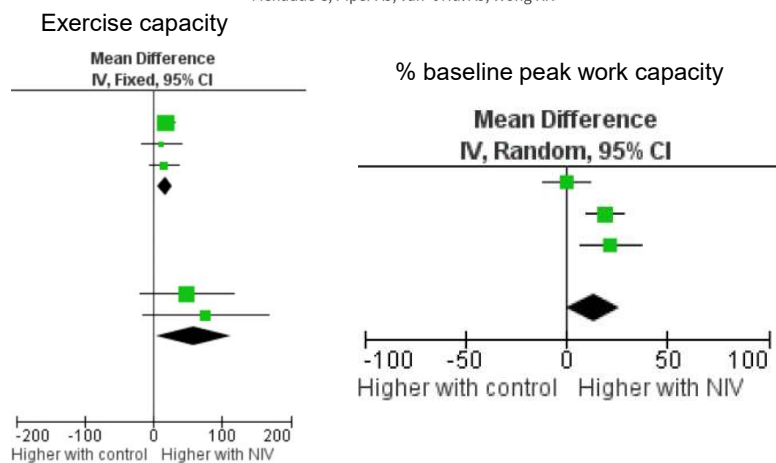 Exercise capacity
Mean Difference
IV, Fixed, 95% CI
-200 -100 0 100 200
Higher with control Higher with NIV
% baseline peak work capacity
Mean Difference
IV, Random, 95% CI
-100 -50 0 50 100
Higher with control Higher with NIV